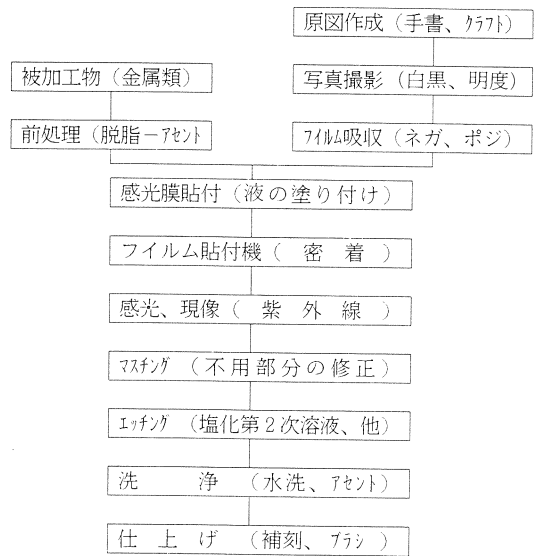 原図作成（手書、ｸﾗﾌﾄ）
被加工物（金属類）
写真撮影（白黒、明度）
前処理（脱脂－ｱｾﾝﾄ
ﾌｲﾙﾑ吸収（ネガ、ポジ）
感光膜貼付（液の塗り付け）
フイルム貼付機（　密　着　）
感光、現像（　紫　外　線　）
ﾏｽﾁﾝｸﾞ（不用部分の修正）
ｴｯﾁﾝｸﾞ（塩化第２次溶液、他）
洗　　　浄　（水洗、ｱｾﾝﾄ）
仕　上　げ　（補刻、ﾌﾞﾗｼ ）